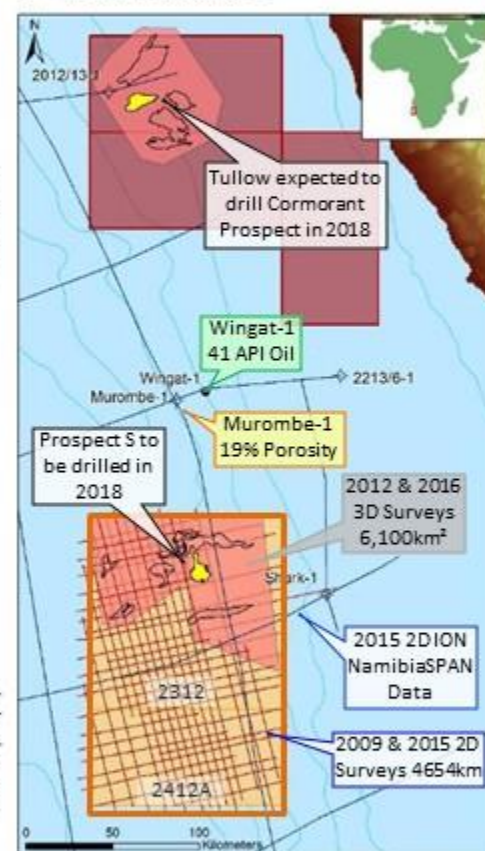 N
2012/13-1
Tullow expected to
drill Cormorant
Prospect in 2018
Wingat-1
41 API Oil
Wingat-1
2213/6-1
Murombe-1
Murombe-1
19% Porosity
Prospect S to
be drilled in
2018
2012 & 2016
3D Surveys
6,100km²
Shark-1
2015 2D ION
NamibiaSPAN
Data
2312
2009 & 2015 2D
Surveys 4654km
2412A
0 50 100
Kilometers